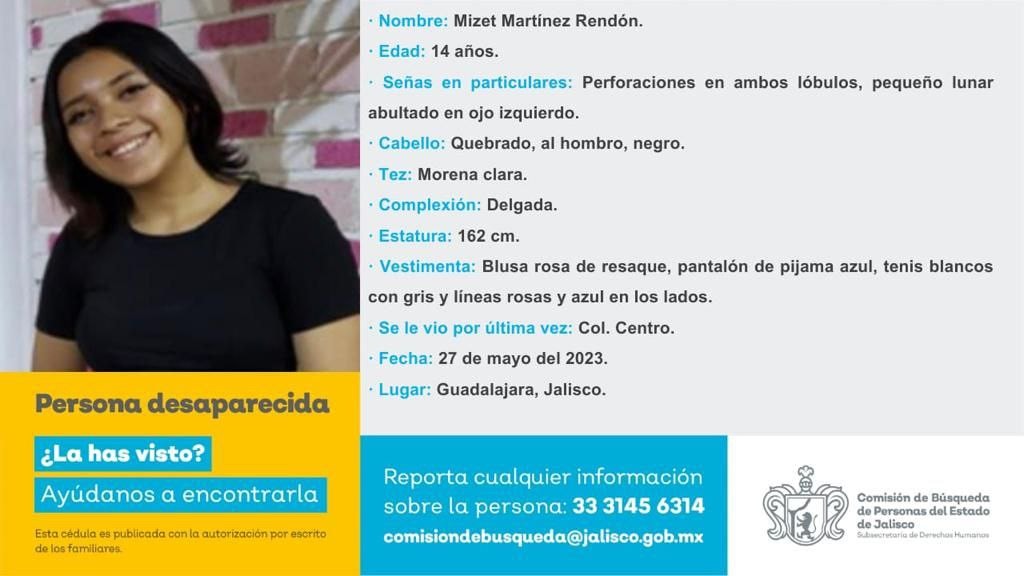 · Nombre: Mizet Martínez Rendón.
· Edad: 14 años.
· Señas en particulares: Perforaciones en ambos lóbulos, pequeño lunar
abultado en ojo izquierdo.
· Cabello: Quebrado, al hombro, negro.
· Tez: Morena clara.
· Complexión: Delgada.
· Estatura: 162 cm.
· Vestimenta: Blusa rosa de resaque, pantalón de pijama azul, tenis blancos
con gris y líneas rosas y azul en los lados.
· Se le vio por última vez: Col. Centro.
· Fecha: 27 de mayo del 2023.
· Lugar: Guadalajara, Jalisco.
Persona desaparecida
¿La has visto?
Ayúdanos a encontrarla
Esta cédula es publicada con la autorización por escrito
de los familiares.
Reporta cualquier información
sobre la persona: 33 3145 6314
comisiondebusqueda@jalisco.gob.mx
Comisión de Búsqueda
de Personas del Estado
de Jalisco
Subsecretaría de Derechos Humanos